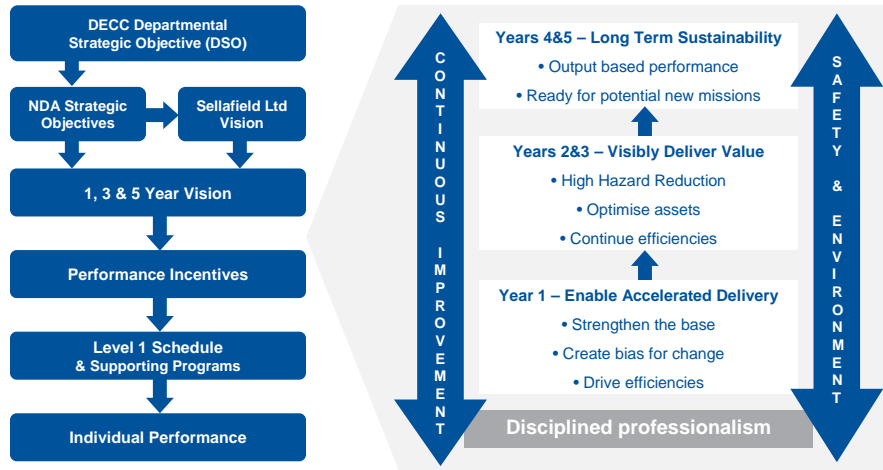 DECC Departmental
Strategic Objective (DSO)
NDA Strategic
Objectives
Sellafield Ltd
Vision
1, 3 & 5 Year Vision
Performance Incentives
Level 1 Schedule
& Supporting Programs
Individual Performance
CONTINUOUS IMPROVEMENT
Years 4&5 – Long Term Sustainability
• Output based performance
• Ready for potential new missions
Years 2&3 – Visibly Deliver Value
• High Hazard Reduction
• Optimise assets
• Continue efficiencies
Year 1 – Enable Accelerated Delivery
• Strengthen the base
• Create bias for change
• Drive efficiencies
Disciplined professionalism
SAFETY & ENVIRONMENT